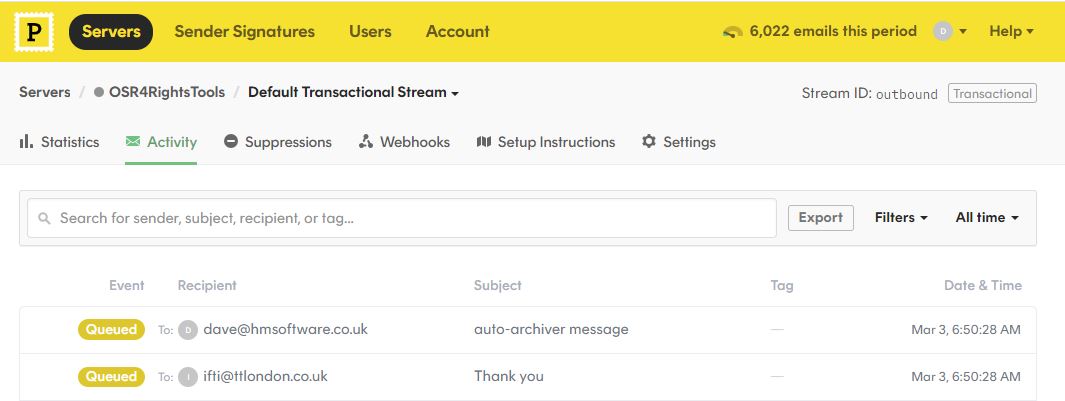 P Servers Sender Signatures Users Account 6,022 emails this period D Help
Servers / OSR4RightsTools / Default Transactional Stream Stream ID: outbound Transactional
Statistics Activity Suppressions Webhooks Setup Instructions Settings
Search for sender, subject, recipient, or tag... Export Filters All time
Event Recipient Subject Tag Date & Time
Queued To: D dave@hmsoftware.co.uk auto-archiver message — Mar 3, 6:50:28 AM
Queued To: I ifti@ttlondon.co.uk Thank you — Mar 3, 6:50:28 AM